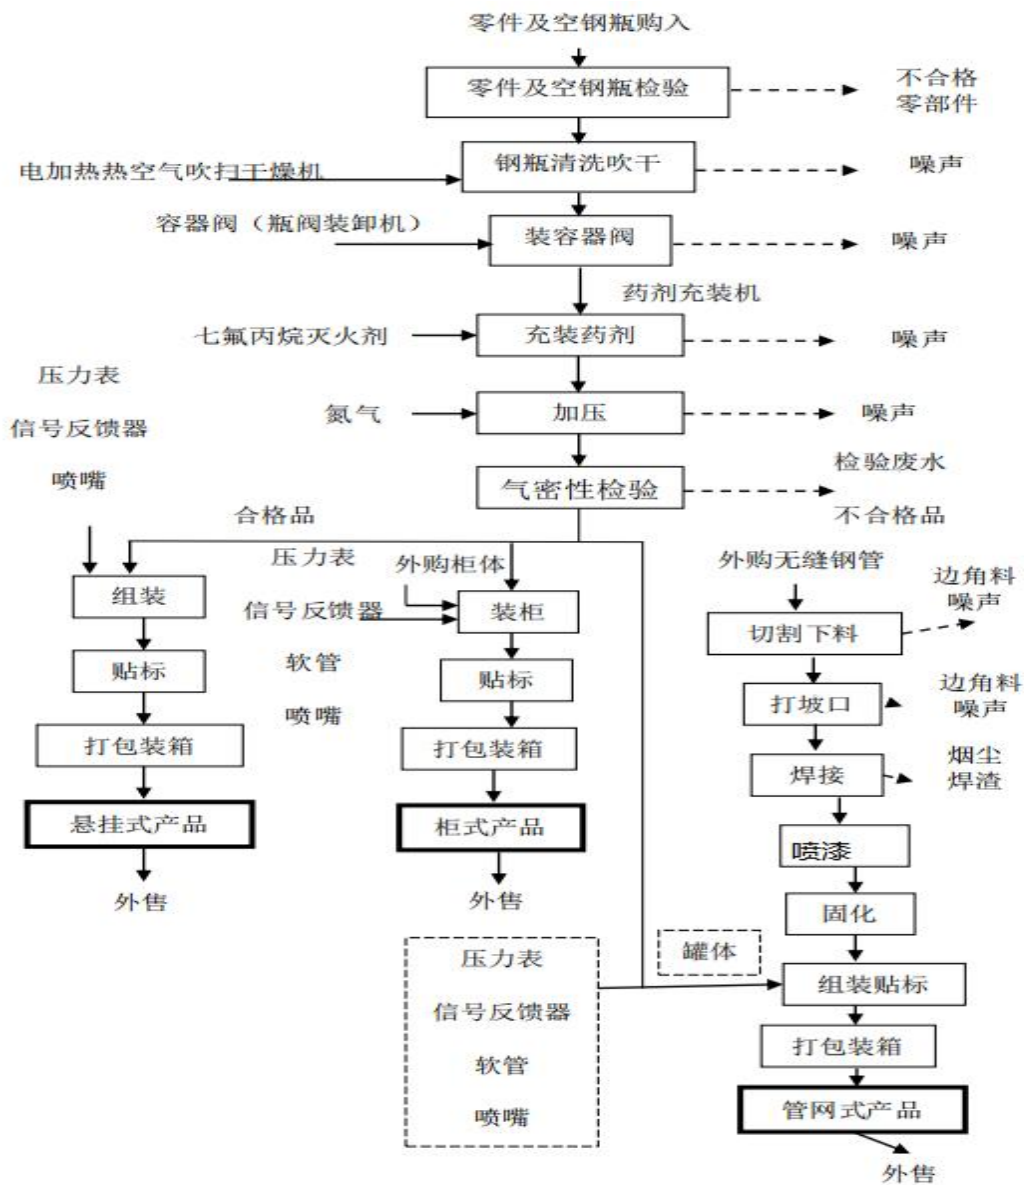 零件及空钢瓶购入
零件及空钢瓶检验
不合格
零部件
钢瓶清洗吹干
噪声
电加热热空气吹扫干燥机
容器阀（瓶阀装卸机）
装容器阀
噪声
药剂充装机
七氟丙烷灭火剂
充装药剂
噪声
压力表
信号反馈器
喷嘴
氮气
加压
噪声
气密性检验
检验废水
不合格品
合格品
组装
贴标
打包装箱
悬挂式产品
外售
压力表
外购柜体
信号反馈器
软管
喷嘴
装柜
贴标
打包装箱
柜式产品
外售
外购无缝钢管
切割下料
边角料
噪声
打坡口
边角料
噪声
焊接
烟尘
焊渣
喷漆
固化
罐体
压力表
信号反馈器
软管
喷嘴
组装贴标
打包装箱
管网式产品
外售